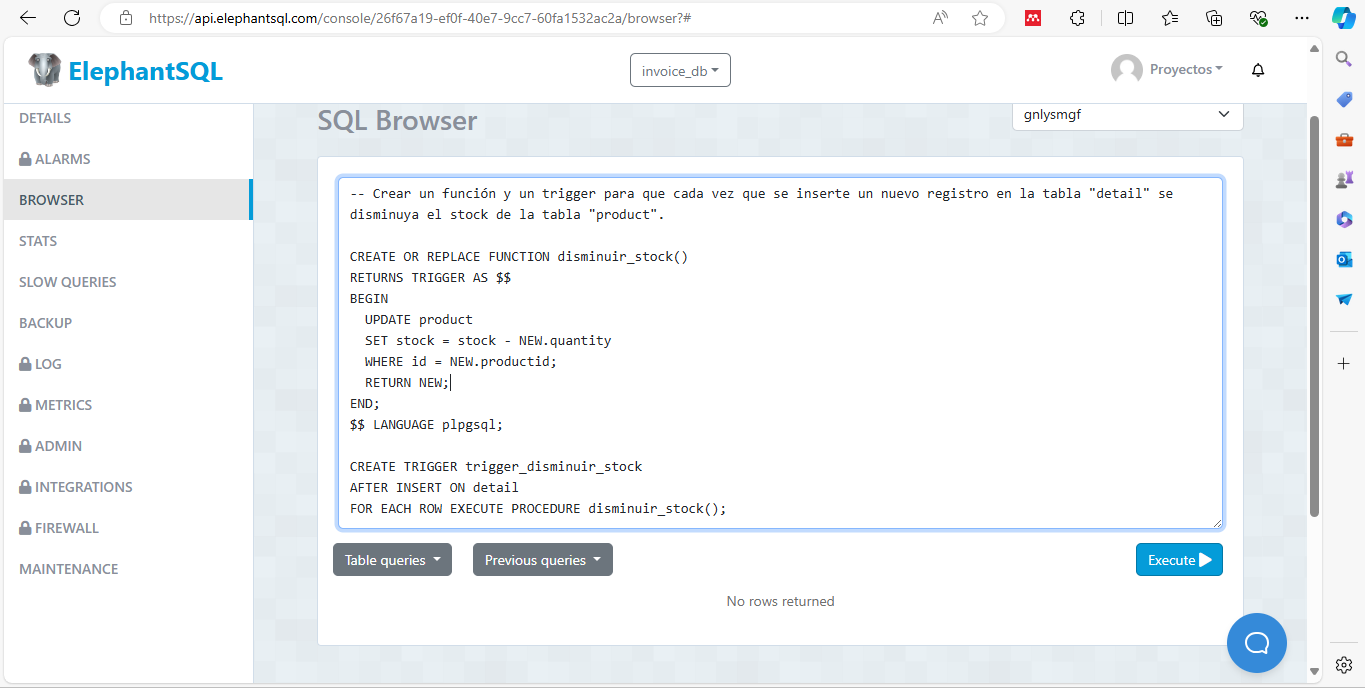 https://api.elephantsql.com/console/26f67a19-ef0f-40e7-9cc7-60fa1532ac2a/browser?#
ElephantSQL
invoice_db
Proyectos
DETAILS
ALARMS
BROWSER
STATS
SLOW QUERIES
BACKUP
LOG
METRICS
ADMIN
INTEGRATIONS
FIREWALL
MAINTENANCE
SQL Browser
gnlysmgf
-- Crear un función y un trigger para que cada vez que se inserte un nuevo registro en la tabla "detail" se
disminuya el stock de la tabla "product".
CREATE OR REPLACE FUNCTION disminuir_stock()
RETURNS TRIGGER AS $$
BEGIN
UPDATE product
SET stock = stock - NEW.quantity
WHERE id = NEW.productid;
RETURN NEW;
END;
$$ LANGUAGE plpgsql;
CREATE TRIGGER trigger_disminuir_stock
AFTER INSERT ON detail
FOR EACH ROW EXECUTE PROCEDURE disminuir_stock();
Table queries
Previous queries
Execute
No rows returned